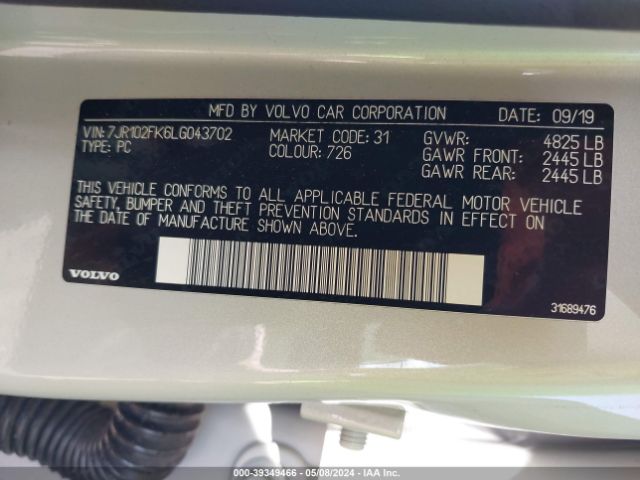 MFD BY VOLVO CAR CORPORATION DATE: 09/19
VIN: 7JR102FK6LG043702 MARKET CODE: 31 GVWR: 4825 LB
TYPE: PC COLOUR: 726 GAWR FRONT: 2445 LB
GAWR REAR: 2445 LB
THIS VEHICLE CONFORMS TO ALL APPLICABLE FEDERAL MOTOR VEHICLE
SAFETY, BUMPER AND THEFT PREVENTION STANDARDS IN EFFECT ON
THE DATE OF MANUFACTURE SHOWN ABOVE.
VOLVO 31689476
000-39349466 - 05/08/2024 - IAA Inc.